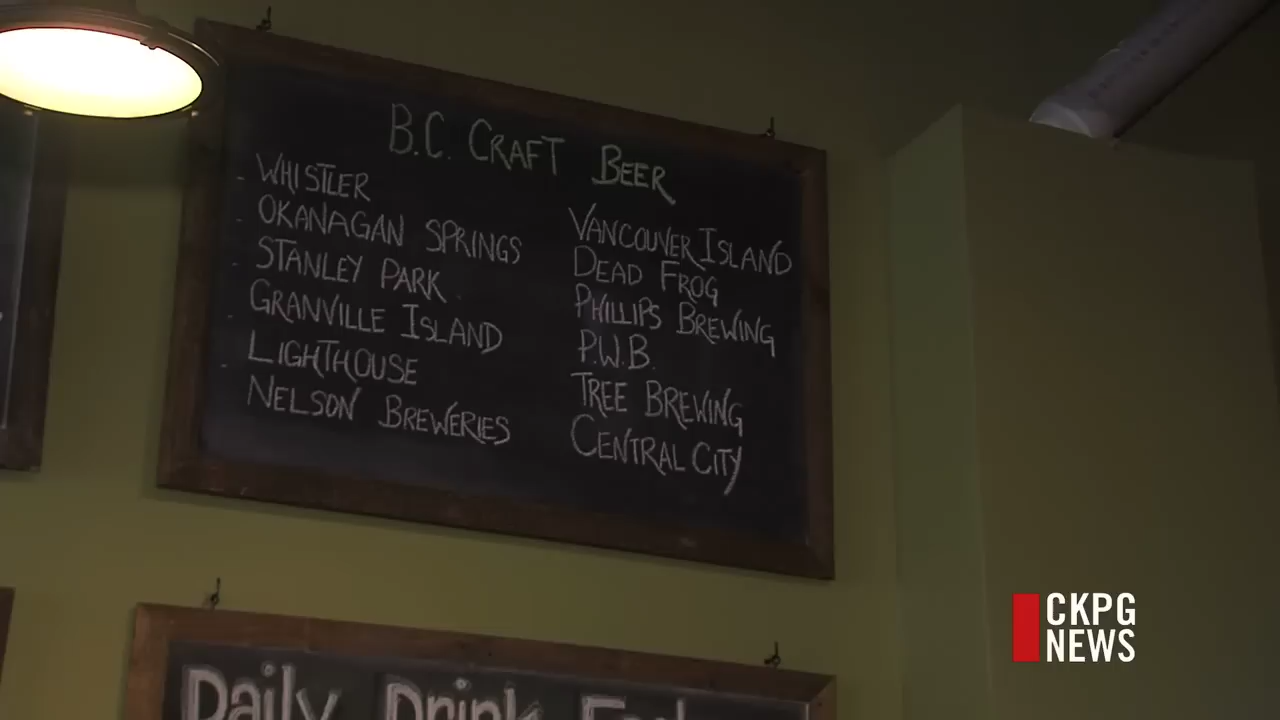 B.C. CRAFT BEER
- WHISTLER
- OKANAGAN SPRINGS
- STANLEY PARK
- GRANVILLE ISLAND
- LIGHTHOUSE
NELSON BREWERIES
VANCOUVER ISLAND
DEAD FROG
PHILLIPS BREWING
P.W.B.
TREE BREWING
CENTRAL CITY
Daily Drink
CKPG
NEWS